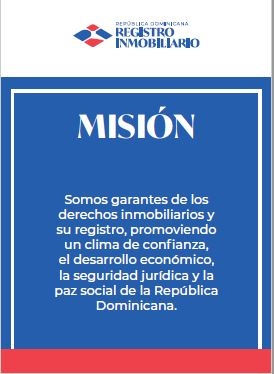 REPÚBLICA DOMINICANA
REGISTRO
INMOBILIARIO
MISIÓN
Somos garantes de los
derechos inmobiliarios y
su registro, promoviendo
un clima de confianza,
el desarrollo económico,
la seguridad jurídica y la
paz social de la República
Dominicana.